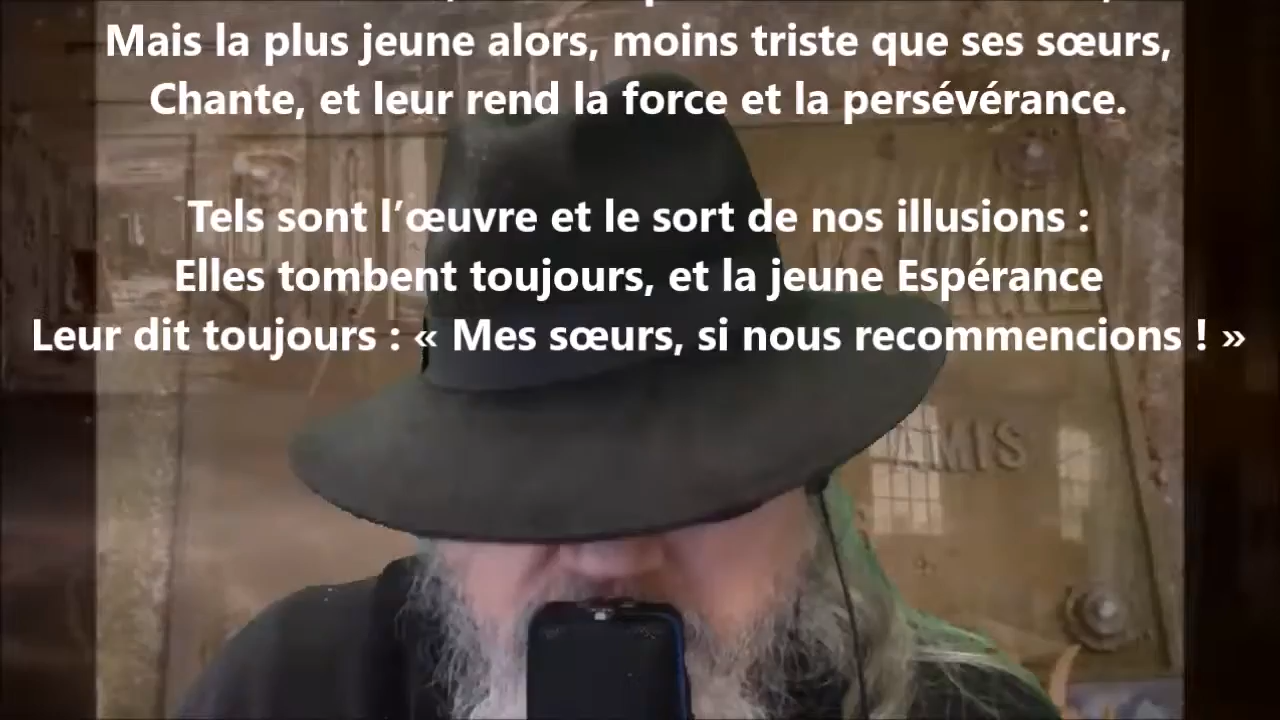 Mais la plus jeune alors, moins triste que ses sœurs,
Chante, et leur rend la force et la persévérance.
Tels sont l’œuvre et le sort de nos illusions :
Elles tombent toujours, et la jeune Espérance
Leur dit toujours : « Mes sœurs, si nous recommencions ! »
AMIS